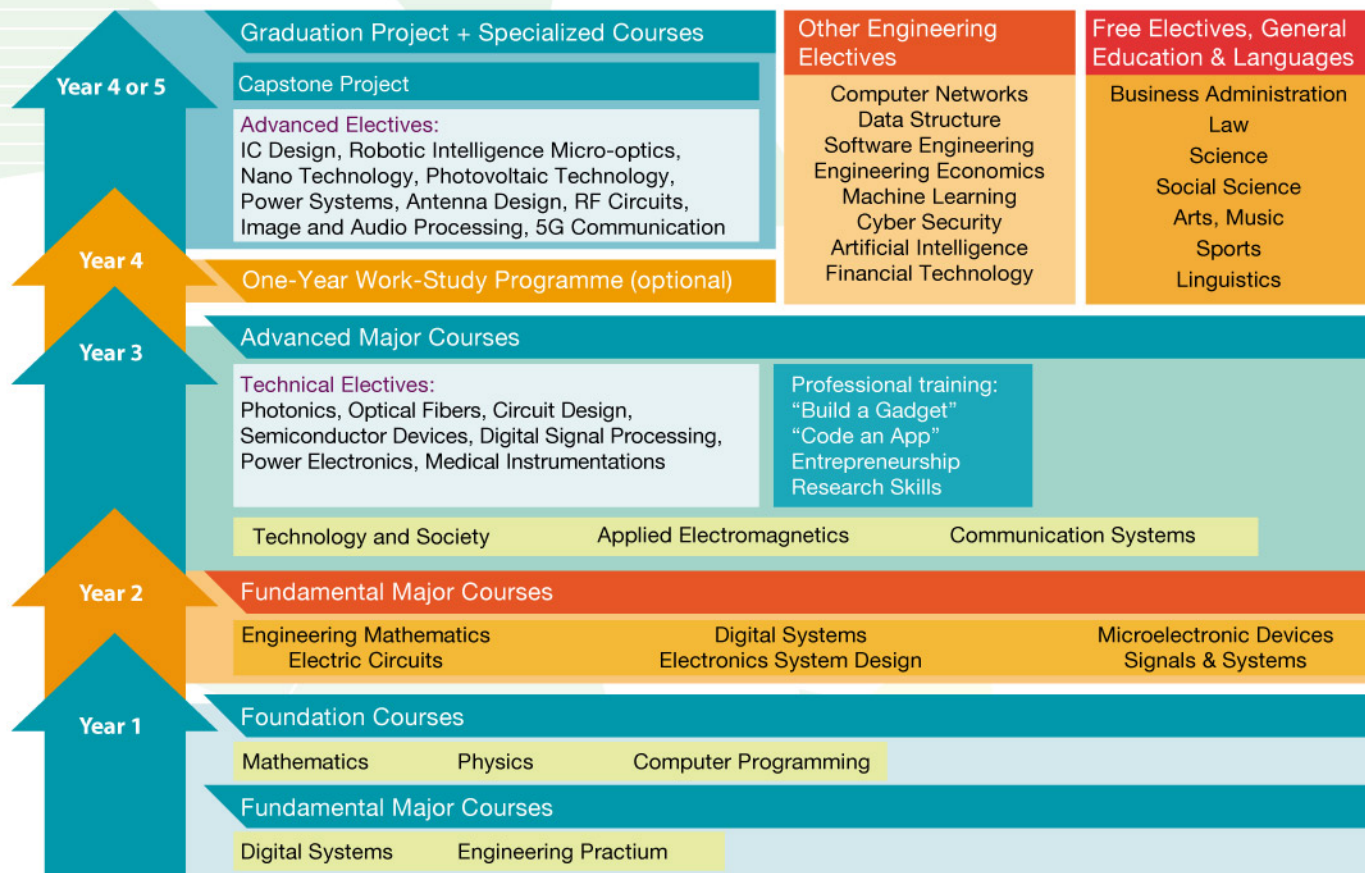 Year 4 or 5
Graduation Project + Specialized Courses
Capstone Project
Advanced Electives:
IC Design, Robotic Intelligence Micro-optics,
Nano Technology, Photovoltaic Technology,
Power Systems, Antenna Design, RF Circuits,
Image and Audio Processing, 5G Communication
Other Engineering
Electives
Computer Networks
Data Structure
Software Engineering
Engineering Economics
Machine Learning
Cyber Security
Artificial Intelligence
Financial Technology
Free Electives, General
Education & Languages
Business Administration
Law
Science
Social Science
Arts, Music
Sports
Linguistics
Year 4
One-Year Work-Study Programme (optional)
Year 3
Advanced Major Courses
Technical Electives:
Photonics, Optical Fibers, Circuit Design,
Semiconductor Devices, Digital Signal Processing,
Power Electronics, Medical Instrumentations
Professional training:
“Build a Gadget”
“Code an App”
Entrepreneurship
Research Skills
Technology and Society
Applied Electromagnetics
Communication Systems
Year 2
Fundamental Major Courses
Engineering Mathematics
Electric Circuits
Digital Systems
Electronics System Design
Microelectronic Devices
Signals & Systems
Year 1
Foundation Courses
Mathematics
Physics
Computer Programming
Fundamental Major Courses
Digital Systems
Engineering Practium